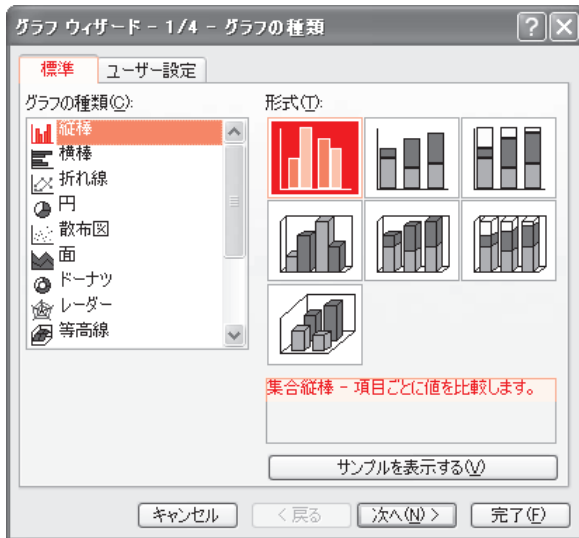 グラフ ウィザード - 1/4 - グラフの種類
標準 ユーザー設定
グラフの種類(C):
縦棒
横棒
折れ線
円
散布図
面
ドーナツ
レーダー
等高線
形式(T):
集合縦棒 - 項目ごとに値を比較します。
サンプルを表示する(V)
キャンセル < 戻る 次へ(N) > 完了(F)